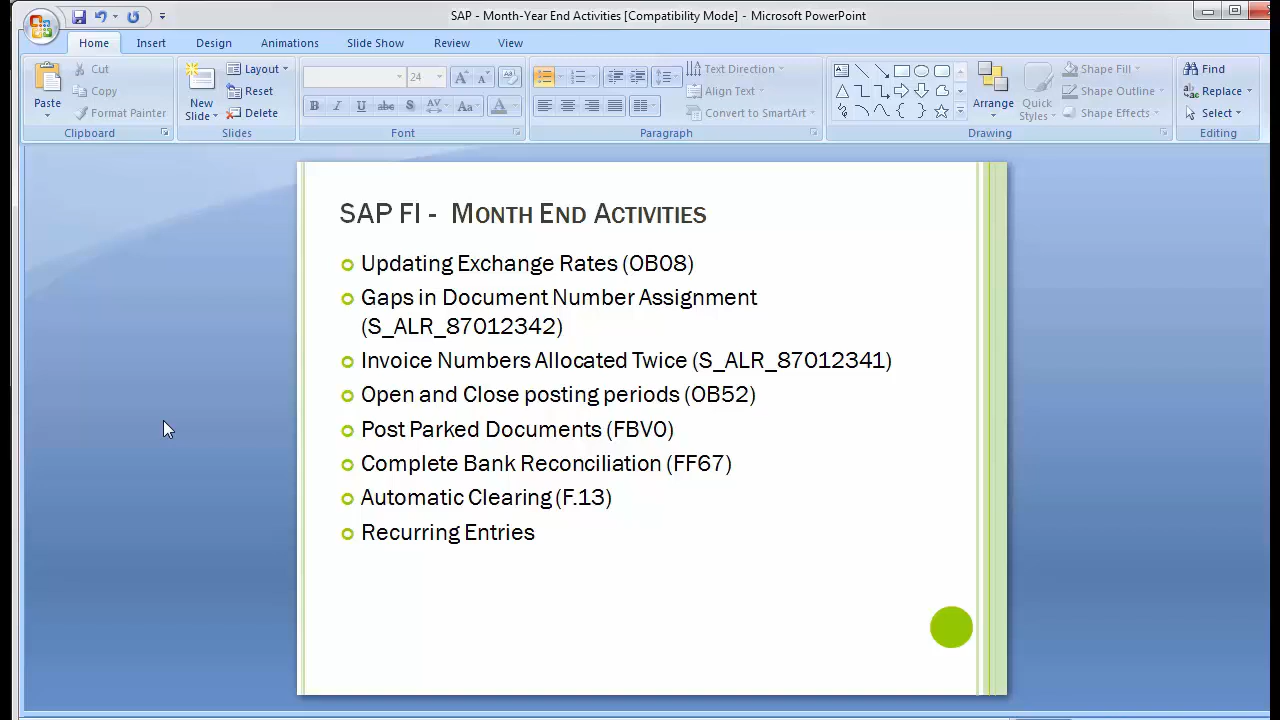 SAP - Month-Year End Activities [Compatibility Mode] - Microsoft PowerPoint
Home Insert Design Animations Slide Show Review View
Cut
Copy
Format Painter
Paste
Clipboard
New
Slide
Layout
Reset
Delete
Slides
24
B I U abc S AV Aa A
Font
Text Direction
Align Text
Convert to SmartArt
Paragraph
Arrange
Quick
Styles
Shape Fill
Shape Outline
Shape Effects
Drawing
Find
Replace
Select
Editing
SAP FI - MONTH END ACTIVITIES
Updating Exchange Rates (OB08)
Gaps in Document Number Assignment
(S_ALR_87012342)
Invoice Numbers Allocated Twice (S_ALR_87012341)
Open and Close posting periods (OB52)
Post Parked Documents (FBV0)
Complete Bank Reconciliation (FF67)
Automatic Clearing (F.13)
Recurring Entries